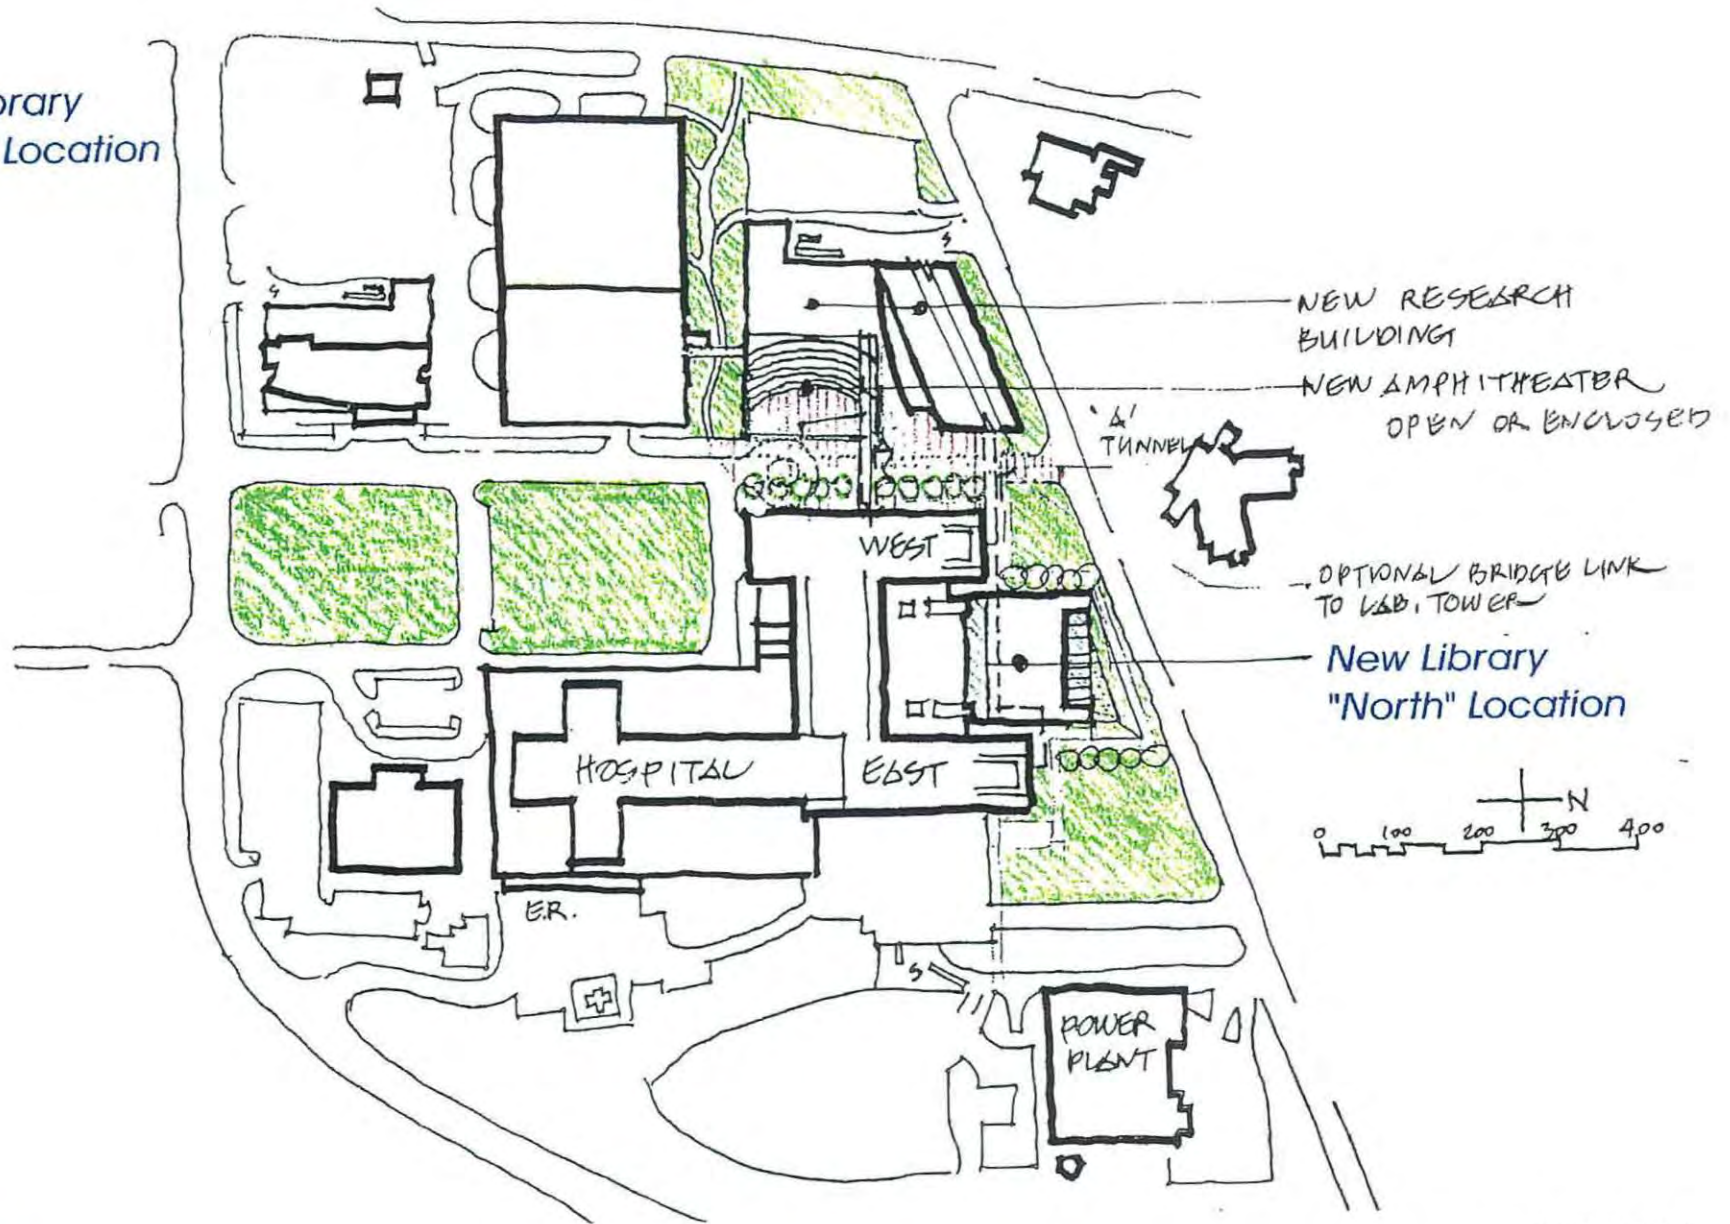 brary
Location
NEW RESEARCH
BUILDING
NEW AMPHITHEATER
OPEN OR ENCLOSED
'A'
TUNNEL
WEST
OPTIONAL BRIDGE LINK
TO LAB. TOWER
New Library
"North" Location
HOSPITAL
EAST
N
0 100 200 300 400
E.R.
S
POWER
PLANT